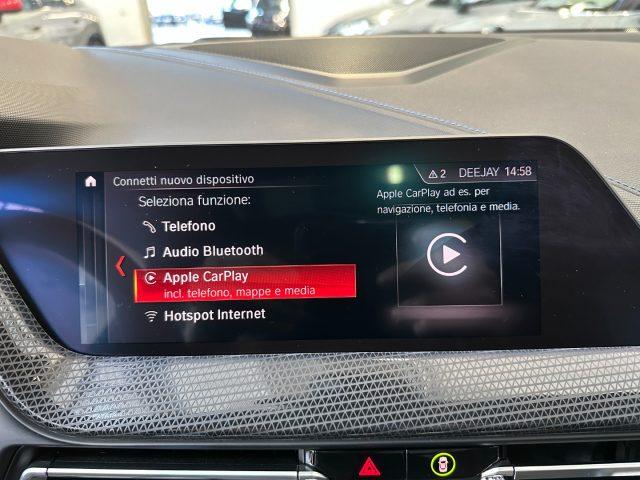 Connetti nuovo dispositivo
2 DEEJAY 14:58
Seleziona funzione:
Telefono
Audio Bluetooth
Apple CarPlay
incl. telefono, mappe e media
Hotspot Internet
Apple CarPlay ad es. per
navigazione, telefonia e media.